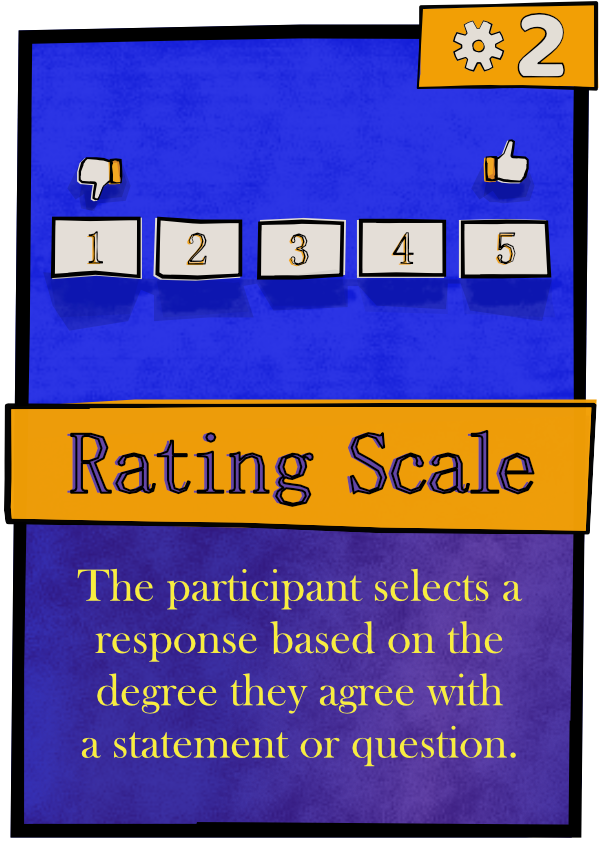 2
1 2 3 4 5
Rating Scale
The participant selects a
response based on the
degree they agree with
a statement or question.